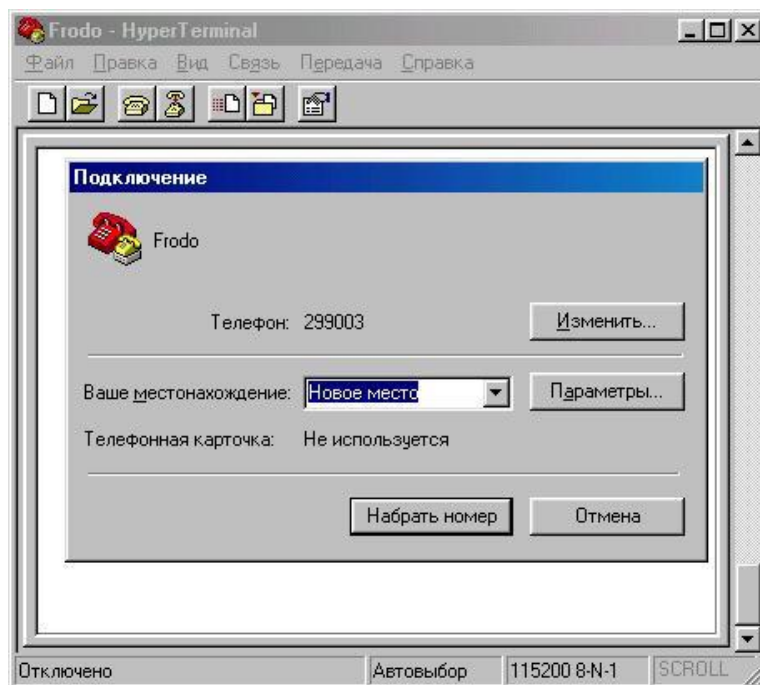 Frodo - HyperTerminal
Файл Правка Вид Связь Передача Справка
Подключение
Frodo
Телефон: 299003 Изменить...
Ваше местонахождение: Новое место Параметры...
Телефонная карточка: Не используется
Набрать номер Отмена
Отключено Автовыбор 115200 8-N-1 SCROLL